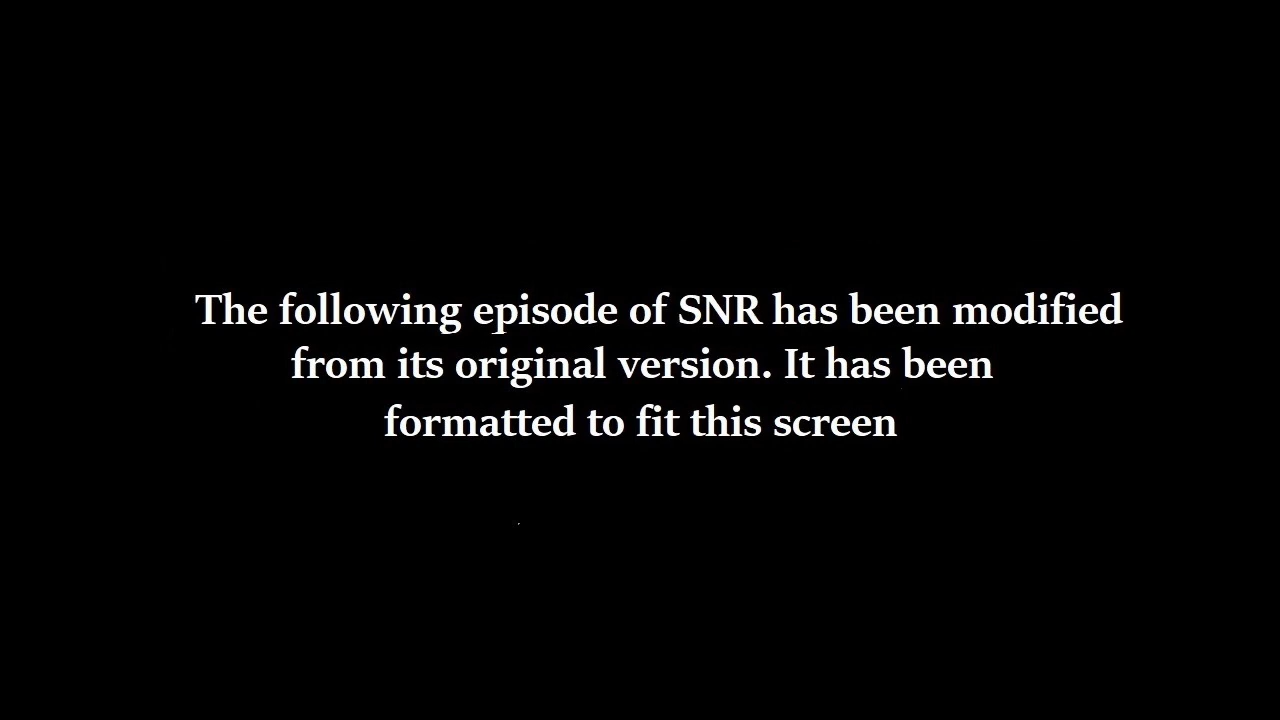 The following episode of SNR has been modified
from its original version. It has been
formatted to fit this screen